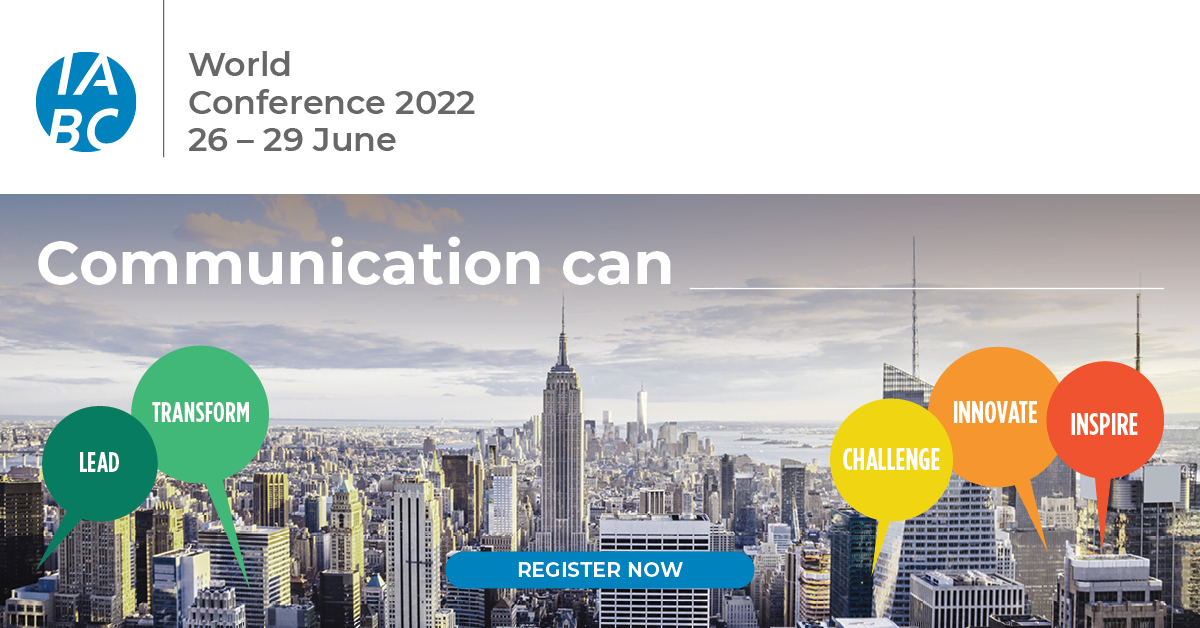 IA
BC
World
Conference 2022
26 – 29 June
Communication can
LEAD
TRANSFORM
CHALLENGE
INNOVATE
INSPIRE
REGISTER NOW